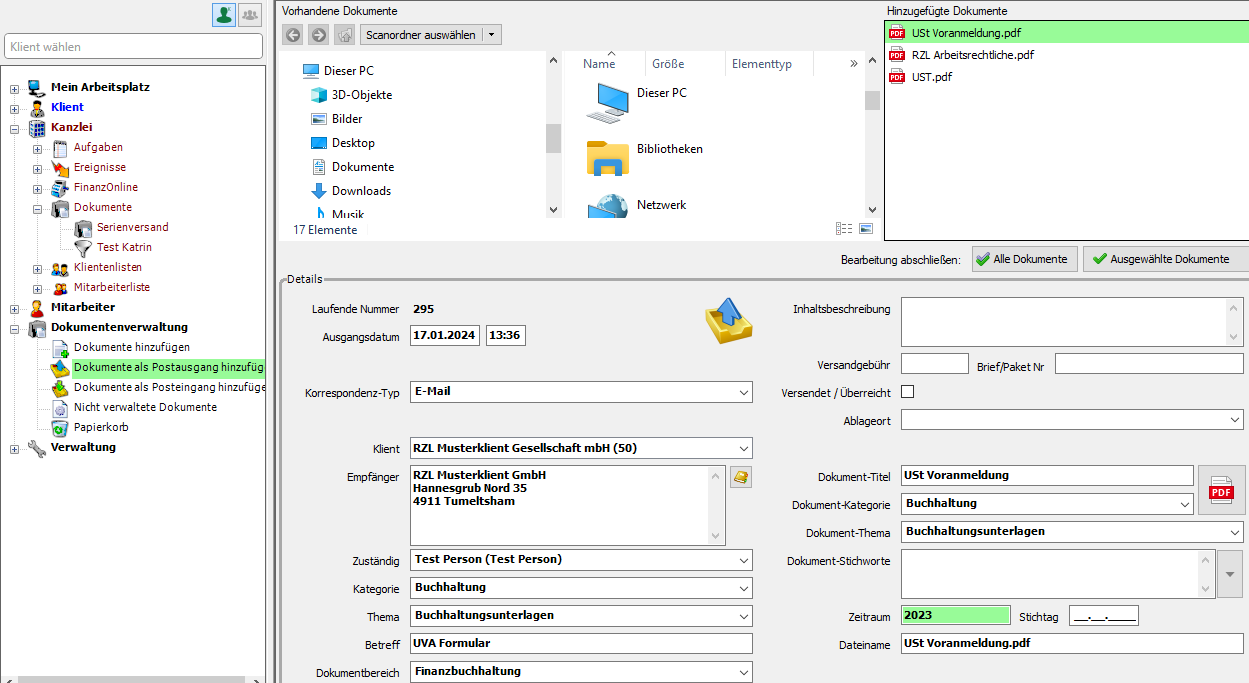 Klient wählen
Mein Arbeitsplatz
Klient
Kanzlei
Aufgaben
Ereignisse
FinanzOnline
Dokumente
Serienversand
Test Katrin
Klientenlisten
Mitarbeiterliste
Mitarbeiter
Dokumentenverwaltung
Dokumente hinzufügen
Dokumente als Postausgang hinzufüg
Dokumente als Posteingang hinzufüge
Nicht verwaltete Dokumente
Papierkorb
Verwaltung
Vorhandene Dokumente
Scanordner auswählen
Dieser PC
3D-Objekte
Bilder
Desktop
Dokumente
Downloads
Musik
17 Elemente
Name Größe Elementtyp »
Dieser PC
Bibliotheken
Netzwerk
Hinzugefügte Dokumente
PDF USt Voranmeldung.pdf
PDF RZL Arbeitsrechtliche.pdf
PDF UST.pdf
Bearbeitung abschließen: Alle Dokumente Ausgewählte Dokumente
Details
Laufende Nummer 295
Ausgangsdatum 17.01.2024 13:36
Korrespondenz-Typ E-Mail
Klient RZL Musterklient Gesellschaft mbH (50)
Empfänger RZL Musterklient GmbH
Hannesgrub Nord 35
4911 Tumeltsham
Zuständig Test Person (Test Person)
Kategorie Buchhaltung
Thema Buchhaltungsunterlagen
Betreff UVA Formular
Dokumentbereich Finanzbuchhaltung
Inhaltsbeschreibung
Versandgebühr Brief/Paket Nr
Versendet / Überreicht
Ablageort
Dokument-Titel USt Voranmeldung
PDF
Dokument-Kategorie Buchhaltung
Dokument-Thema Buchhaltungsunterlagen
Dokument-Stichworte
Zeitraum 2023 Stichtag __.__.____
Dateiname USt Voranmeldung.pdf